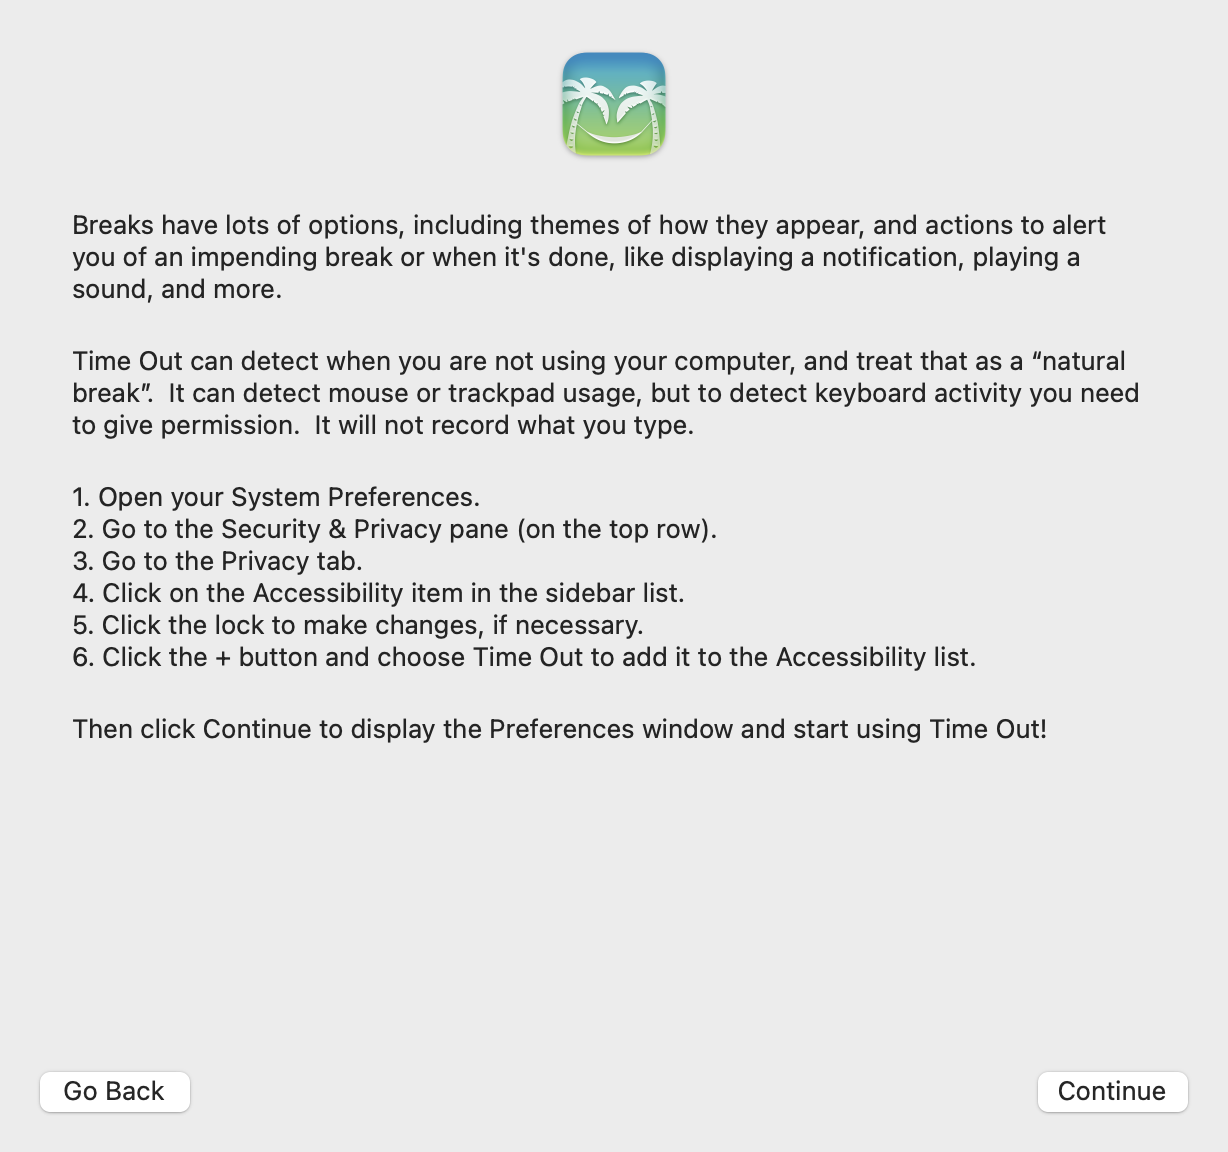 Breaks have lots of options, including themes of how they appear, and actions to alert
you of an impending break or when it's done, like displaying a notification, playing a
sound, and more.
Time Out can detect when you are not using your computer, and treat that as a “natural
break”.  It can detect mouse or trackpad usage, but to detect keyboard activity you need
to give permission.  It will not record what you type.
1. Open your System Preferences.
2. Go to the Security & Privacy pane (on the top row).
3. Go to the Privacy tab.
4. Click on the Accessibility item in the sidebar list.
5. Click the lock to make changes, if necessary.
6. Click the + button and choose Time Out to add it to the Accessibility list.
Then click Continue to display the Preferences window and start using Time Out!
Go Back
Continue